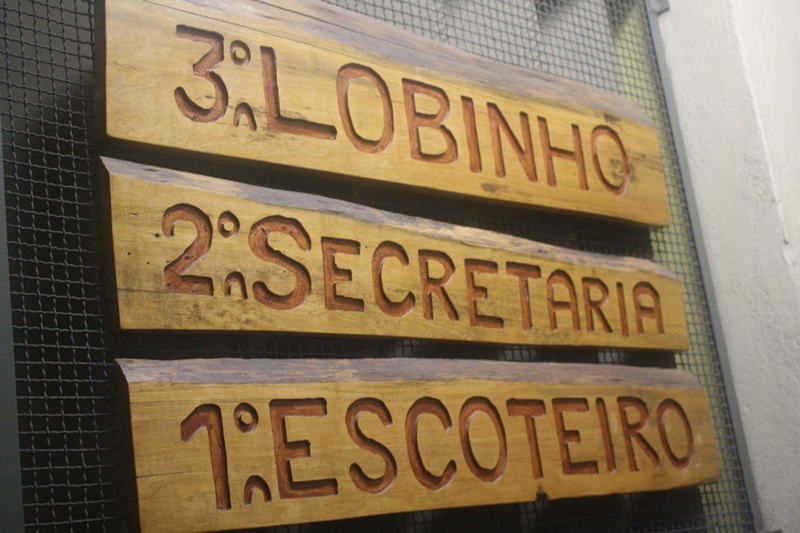 3º LOBINHO
2º SECRETARIA
1º ESCOTEIRO